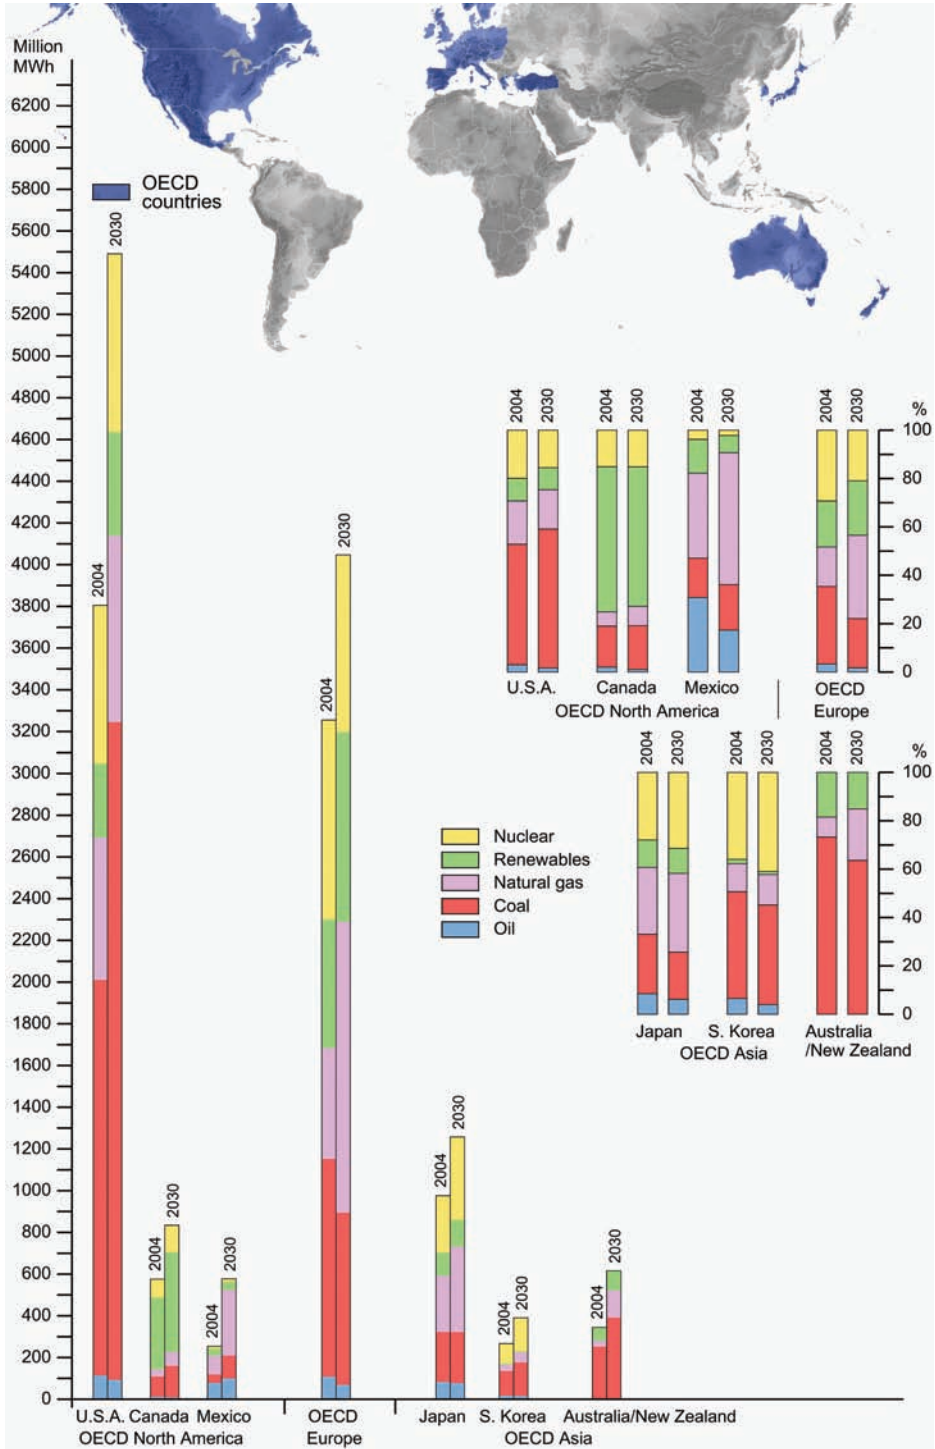 Million
MWh
6200
6000
5800
5600
5400
5200
5000
4800
4600
4400
4200
4000
3800
3600
3400
3200
3000
2800
2600
2400
2200
2000
1800
1600
1400
1200
1000
800
600
400
200
0
OECD
countries
2004
2030
2004
2030
2004
2030
2004
2030
2004
2030
2004
2030
2004
2030
U.S.A. Canada Mexico
OECD North America
OECD
Europe
Japan S. Korea Australia/New Zealand
OECD Asia
2004 2030 2004 2030 2004 2030 2004 2030
%
100
80
60
40
20
0
U.S.A. Canada Mexico OECD
OECD North America Europe
2004 2030 2004 2030 2004 2030
%
100
80
60
40
20
0
Japan S. Korea Australia
OECD Asia /New Zealand
Nuclear
Renewables
Natural gas
Coal
Oil